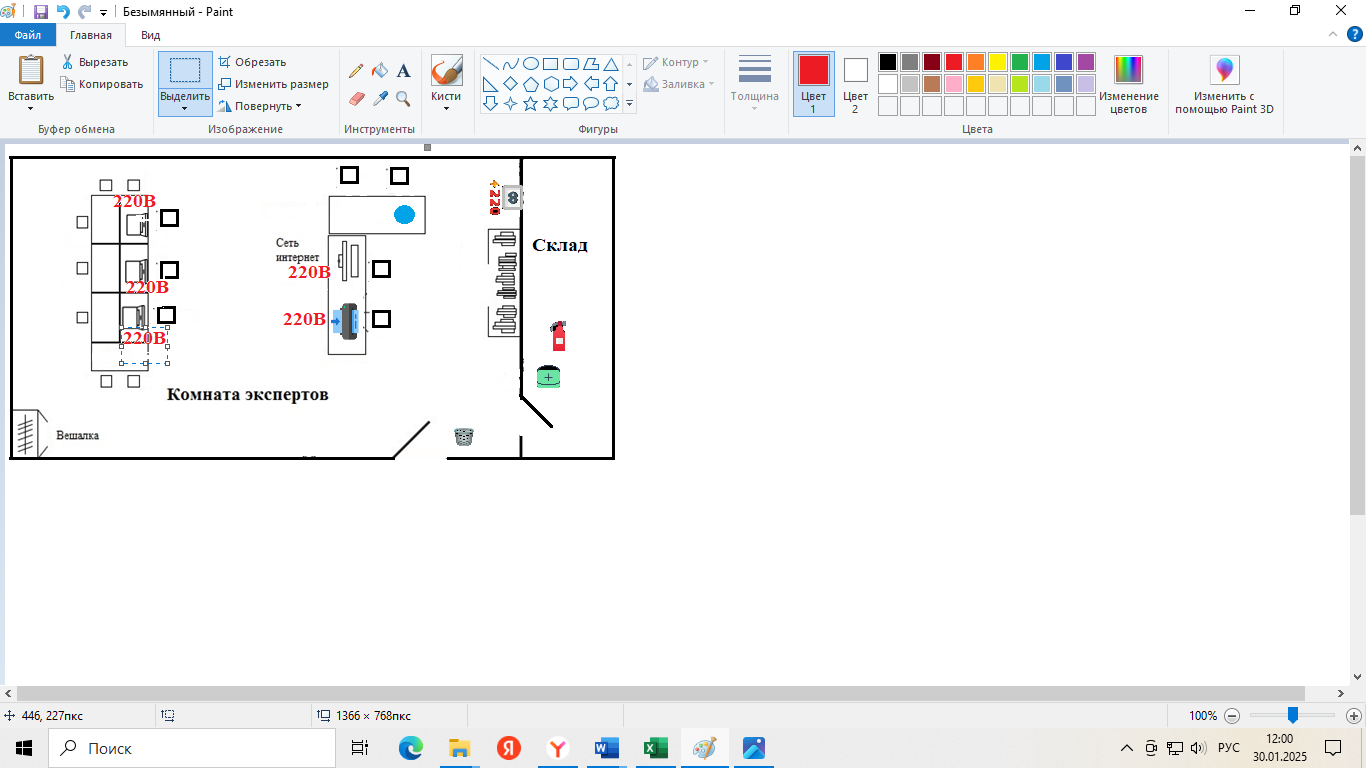 Безымянный - Paint
Файл
Главная
Вид
Вставить
Вырезать
Копировать
Буфер обмена
Выделить
Обрезать
Изменить размер
Повернуть
Изображение
A
Инструменты
Кисти
Контур
Заливка
Фигуры
Толщина
Цвет
1
Цвет
2
Изменение
цветов
Цвета
Изменить с
помощью Paint 3D
220В
220В
220В
Сеть
интернет
220В
220В
220
Склад
Комната экспертов
Вешалка
446, 227пкс
1366 × 768пкс
100%
Поиск
РУС
12:00
30.01.2025